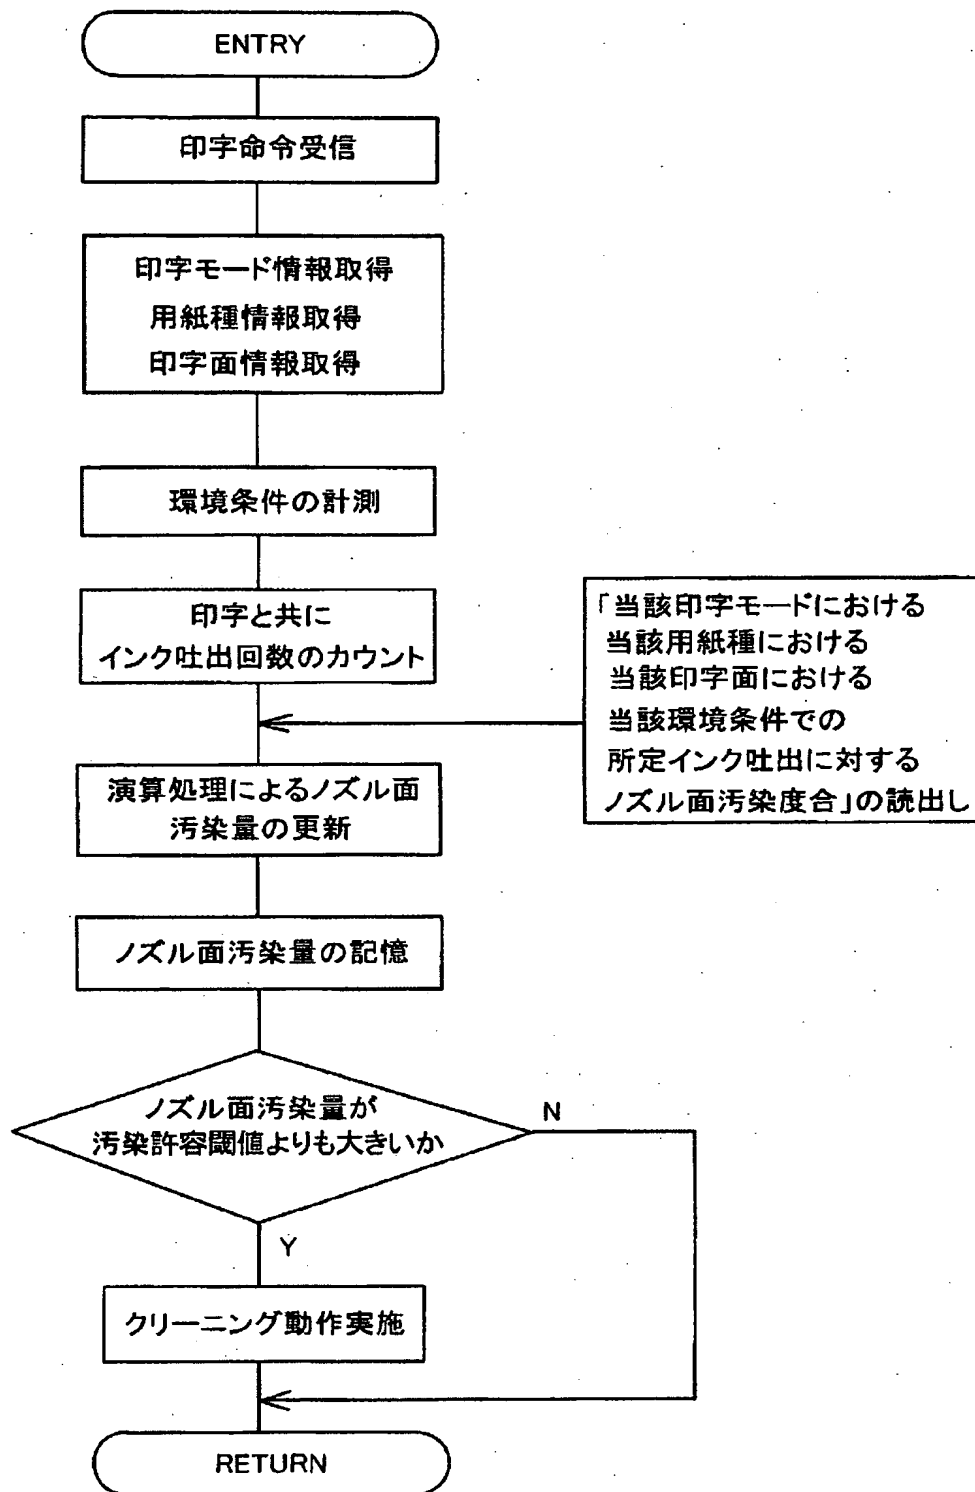 ENTRY
印字命令受信
印字モード情報取得
用紙種情報取得
印字面情報取得
環境条件の計測
印字と共に
インク吐出回数のカウント
「当該印字モードにおける
当該用紙種における
当該印字面における
当該環境条件での
所定インク吐出に対する
ノズル面汚染度合」の読出し
演算処理によるノズル面
汚染量の更新
ノズル面汚染量の記憶
ノズル面汚染量が
汚染許容閾値よりも大きいか
N
Y
クリーニング動作実施
RETURN